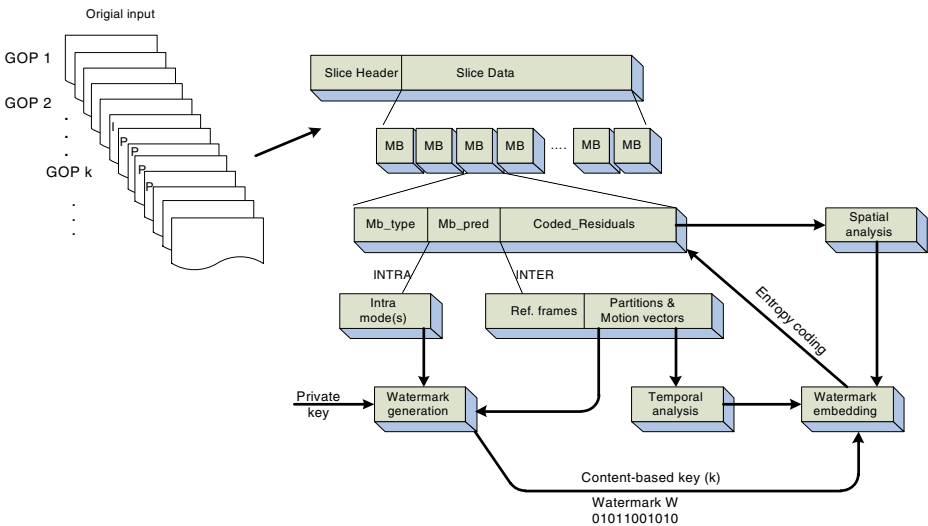 Origial input
GOP 1
GOP 2
.
.
.
GOP k
.
.
.
I
P
P
P
P
Slice Header Slice Data
MB MB MB MB .... MB MB
Mb_type Mb_pred Coded_Residuals
Spatial
analysis
INTRA INTER
Intra
mode(s)
Ref. frames
Partitions &
Motion vectors
Entropy coding
Private
key
Watermark
generation
Temporal
analysis
Watermark
embedding
Content-based key (k)
Watermark W
01011001010